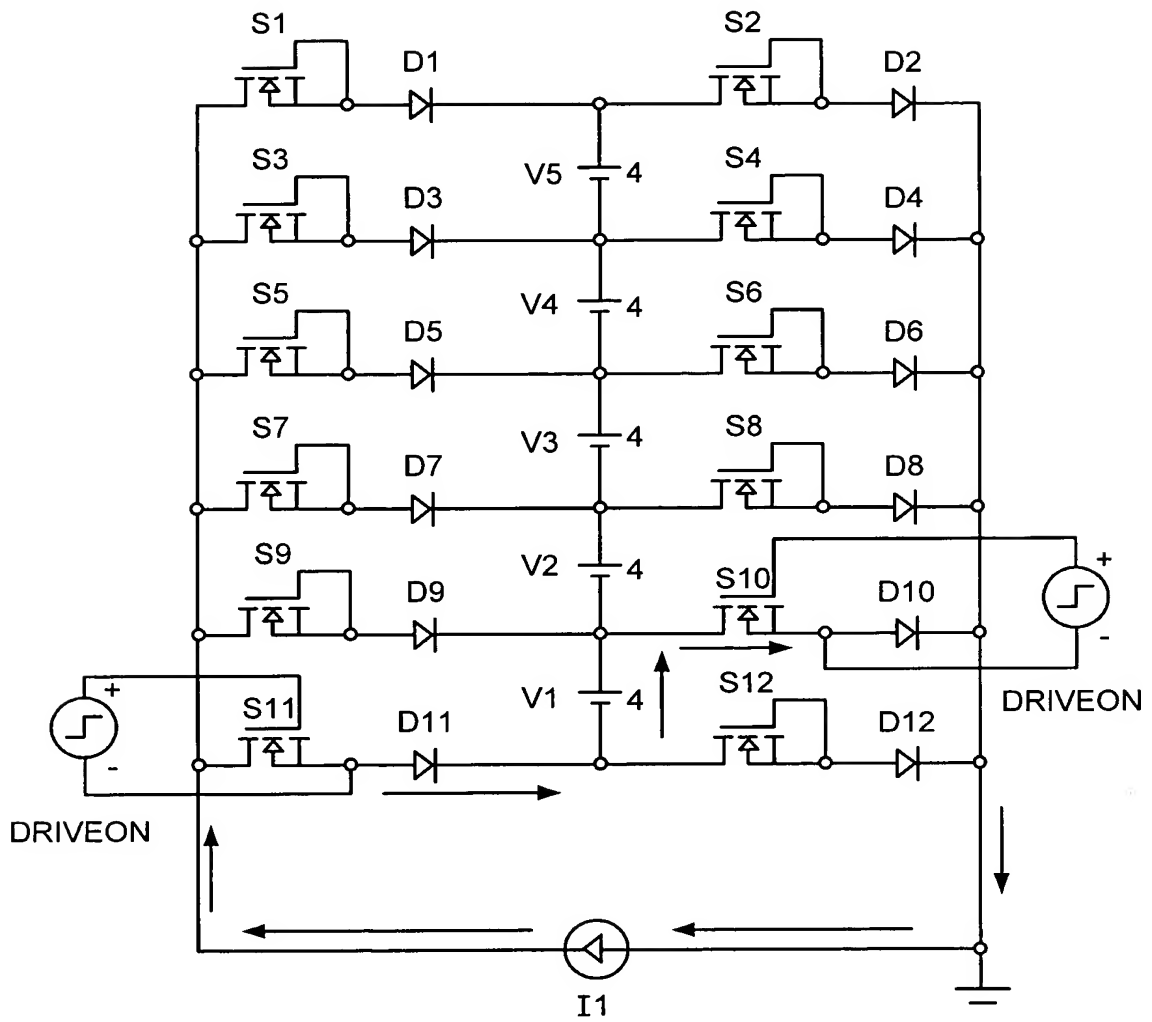 S1 S2
D1 D2
S3 V5 4 S4
D3 D4
S5 V4 4 S6
D5 D6
S7 V3 4 S8
D7 D8
S9 V2 4 S10 +
D9 D10
-
+ S11 V1 4 S12 DRIVEON
D11 D12
-
DRIVEON
I1